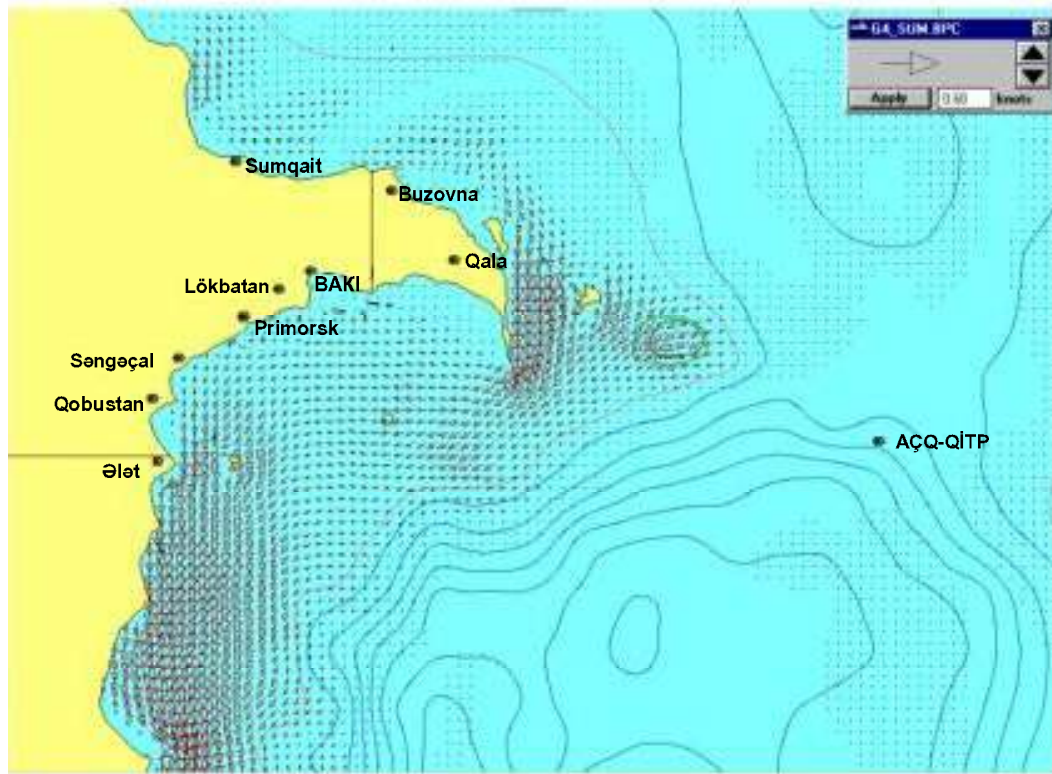 G4_SUM.BPC
Apply 0.60 knots
Sumqait
Buzovna
Qala
Lökbatan
BAKI
Primorsk
Səngəçal
Qobustan
AÇQ-QİTP
Ələt